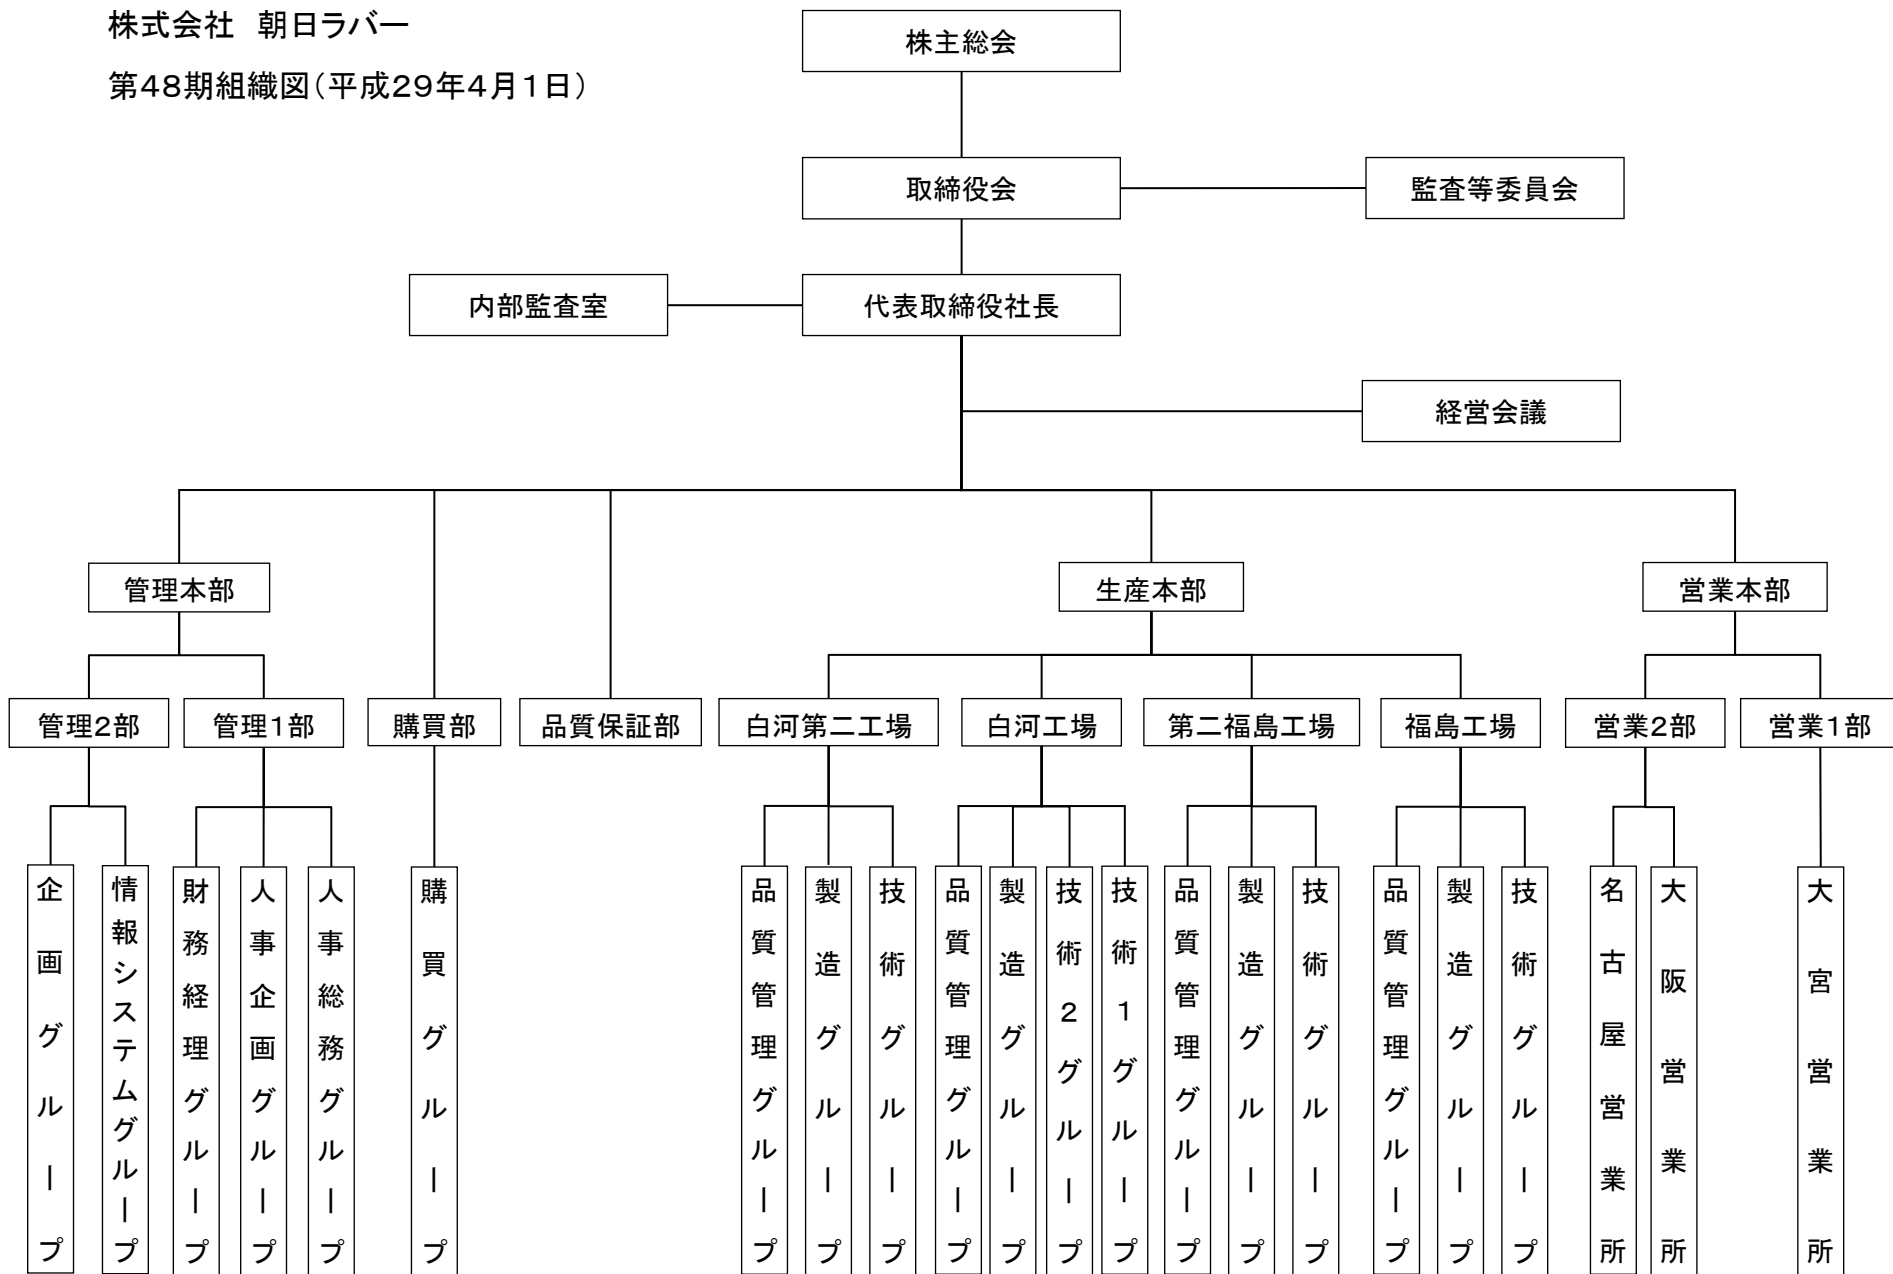 株式会社 朝日ラバー
第48期組織図(平成29年4月1日)
株主総会
取締役会
監査等委員会
内部監査室
代表取締役社長
経営会議
管理本部
生産本部
営業本部
管理2部
管理1部
購買部
品質保証部
白河第二工場
白河工場
第二福島工場
福島工場
営業2部
営業1部
企画グループ
情報システムグループ
財務経理グループ
人事企画グループ
人事総務グループ
購買グループ
品質管理グループ
製造グループ
技術グループ
品質管理グループ
製造グループ
技術2グループ
技術1グループ
品質管理グループ
製造グループ
技術グループ
品質管理グループ
製造グループ
技術グループ
名古屋営業所
大阪営業所
大宮営業所